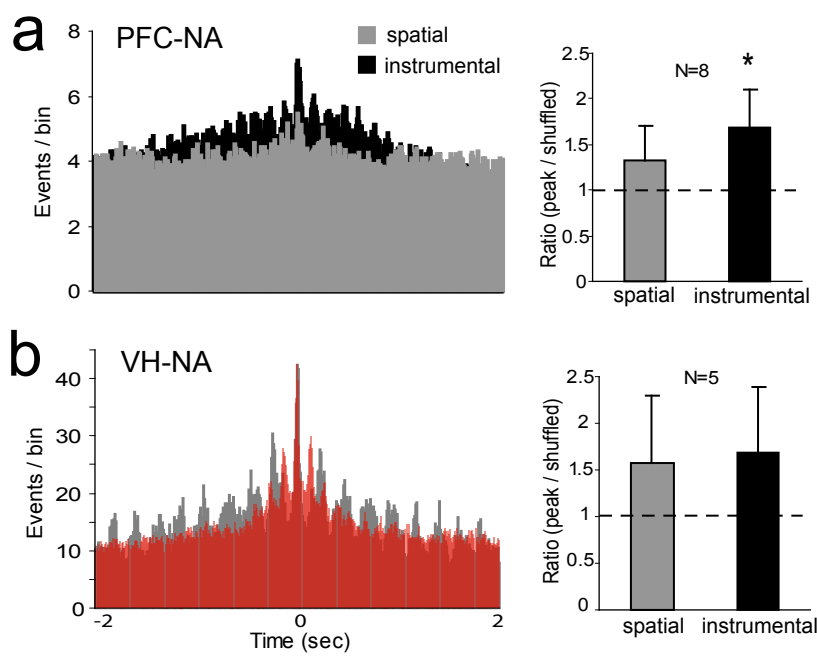 a
PFC-NA
spatial
instrumental
8
6
4
2
0
Events / bin
2.5
2
1.5
1
0.5
0
Ratio (peak / shuffled)
N=8
*
spatial
instrumental
b
VH-NA
40
30
20
10
0
Events / bin
-2
0
2
Time (sec)
2.5
2
1.5
1
0.5
0
Ratio (peak / shuffled)
N=5
spatial
instrumental